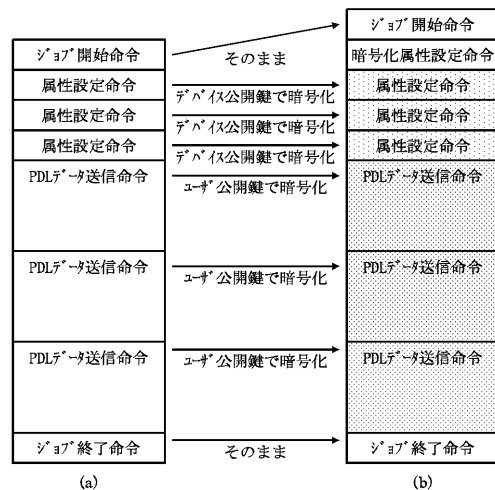 ｼﾞｮﾌﾞ開始命令
ｼﾞｮﾌﾞ開始命令
そのまま
暗号化属性設定命令
属性設定命令
ﾃﾞﾊﾞｲｽ公開鍵で暗号化
属性設定命令
属性設定命令
ﾃﾞﾊﾞｲｽ公開鍵で暗号化
属性設定命令
属性設定命令
ﾃﾞﾊﾞｲｽ公開鍵で暗号化
属性設定命令
PDLﾃﾞｰﾀ送信命令
ﾕｰｻﾞ公開鍵で暗号化
PDLﾃﾞｰﾀ送信命令
PDLﾃﾞｰﾀ送信命令
ﾕｰｻﾞ公開鍵で暗号化
PDLﾃﾞｰﾀ送信命令
PDLﾃﾞｰﾀ送信命令
ﾕｰｻﾞ公開鍵で暗号化
PDLﾃﾞｰﾀ送信命令
ｼﾞｮﾌﾞ終了命令
そのまま
ｼﾞｮﾌﾞ終了命令
(a)
(b)